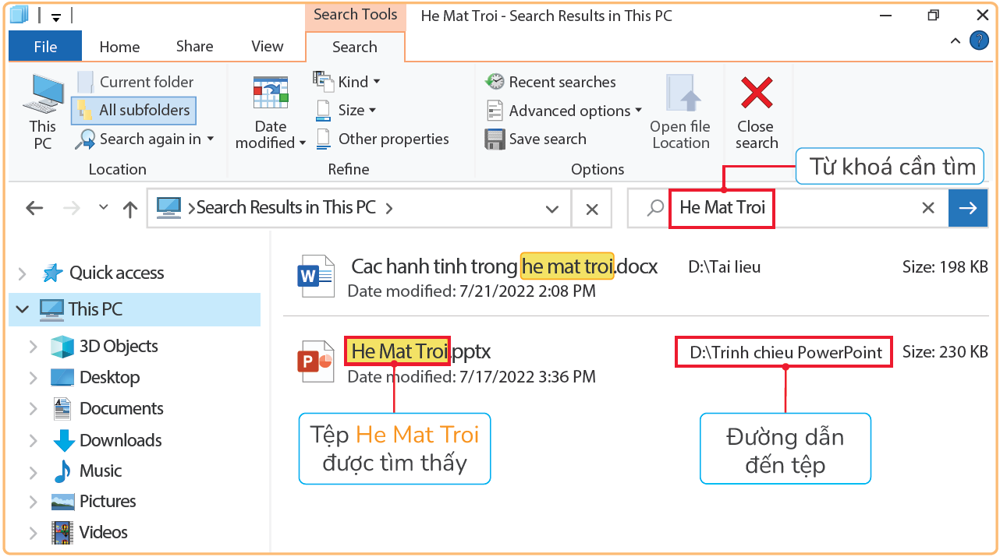 Search Tools
He Mat Troi - Search Results in This PC
File
Home
Share
View
Search
This
PC
Current folder
All subfolders
Search again in
Location
Date
modified
Kind
Size
Other properties
Refine
Recent searches
Advanced options
Save search
Options
Open file
Location
Close
search
Từ khoá cần tìm
Search Results in This PC
He Mat Troi
Quick access
This PC
3D Objects
Desktop
Documents
Downloads
Music
Pictures
Videos
Cac hanh tinh trong he mat troi.docx
D:\Tai lieu
Size: 198 KB
Date modified: 7/21/2022 2:08 PM
He Mat Troi.pptx
D:\Trinh chieu PowerPoint
Size: 230 KB
Date modified: 7/17/2022 3:36 PM
Tệp He Mat Troi
được tìm thấy
Đường dẫn
đến tệp
W
P
?